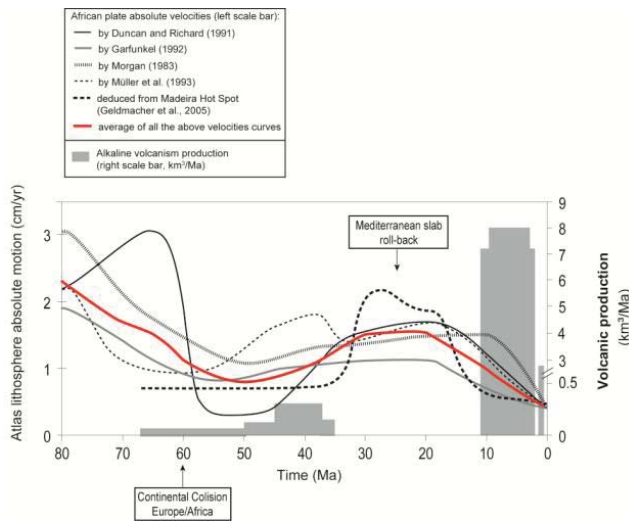 African plate absolute velocities (left scale bar):
by Duncan and Richard (1991)
by Garfunkel (1992)
by Morgan (1983)
by Müller et al. (1993)
deduced from Madeira Hot Spot
(Geldmacher et al., 2005)
average of all the above velocities curves
Alkaline volcanism production
(right scale bar, km³/Ma)
Atlas lithosphere absolute motion (cm/yr)
3
2
1
0
Mediterranean slab
roll-back
9
8
7
6
5
4
3
0.5
0
Volcanic production
(km³/Ma)
80 70 60 50 40 30 20 10 0
Time (Ma)
Continental Colision
Europe/Africa